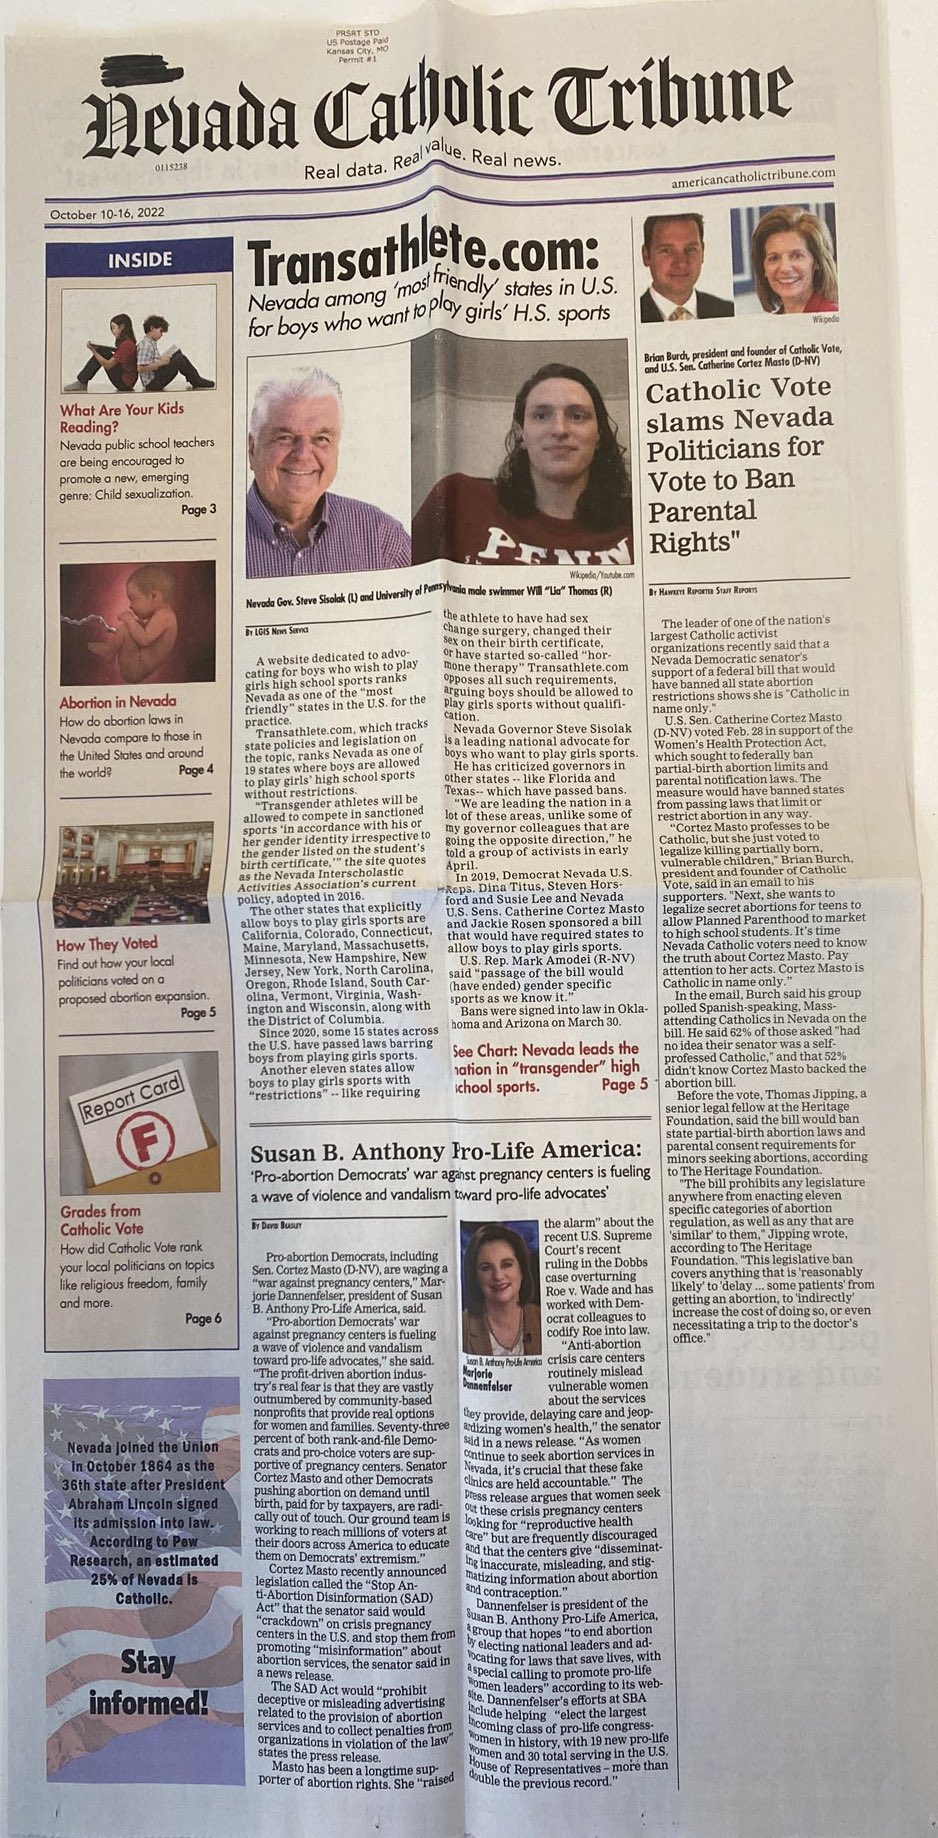 PRSRT STD
US Postage Paid
Kansas City, MO
Permit #1
Nevada Catholic Tribune
0115238
Real data. Real value. Real news.
americancatholictribune.com
October 10-16, 2022
INSIDE
What Are Your Kids
Reading?
Nevada public school teachers
are being encouraged to
promote a new, emerging
genre: Child sexualization.
Page 3
Abortion in Nevada
How do abortion laws in
Nevada compare to those in
the United States and around
the world? Page 4
How They Voted
Find out how your local
politicians voted on a
proposed abortion expansion.
Page 5
Report Card
F
Grades from
Catholic Vote
How did Catholic Vote rank
your local politicians on topics
like religious freedom, family
and more.
Page 6
Nevada joined the Union
in October 1864 as the
36th state after President
Abraham Lincoln signed
its admission into law.
According to Pew
Research, an estimated
25% of Nevada is
Catholic.
Stay
informed!
Transathlete.com:
Nevada among 'most friendly' states in U.S.
for boys who want to play girls' H.S. sports
PENN
Wikipedia/Youtube.com
Nevada Gov. Steve Sisolak (L) and University of Pennsylvania male swimmer Will "Lia" Thomas (R)
BY LGIS NEWS SERVICE
A website dedicated to advo-
cating for boys who wish to play
girls high school sports ranks
Nevada as one of the "most
friendly" states in the U.S. for the
practice.
Transathlete.com, which tracks
state policies and legislation on
the topic, ranks Nevada as one of
19 states where boys are allowed
to play girls' high school sports
without restrictions.
"Transgender athletes will be
allowed to compete in sanctioned
sports 'in accordance with his or
her gender identity irrespective to
the gender listed on the student's
birth certificate,'" the site quotes
as the Nevada Interscholastic
Activities Association's current
policy, adopted in 2016.
The other states that explicitly
allow boys to play girls sports are
California, Colorado, Connecticut,
Maine, Maryland, Massachusetts,
Minnesota, New Hampshire, New
Jersey, New York, North Carolina,
Oregon, Rhode Island, South Car-
olina, Vermont, Virginia, Wash-
ington and Wisconsin, along with
the District of Columbia.
Since 2020, some 15 states across
the U.S. have passed laws barring
boys from playing girls sports.
Another eleven states allow
boys to play girls sports with
"restrictions" -- like requiring
the athlete to have had sex
change surgery, changed their
sex on their birth certificate,
or have started so-called "hor-
mone therapy" Transathlete.com
opposes all such requirements,
arguing boys should be allowed to
play girls sports without qualifi-
cation.
Nevada Governor Steve Sisolak
is a leading national advocate for
boys who want to play girls sports.
He has criticized governors in
other states -- like Florida and
Texas-- which have passed bans.
"We are leading the nation in a
lot of these areas, unlike some of
my governor colleagues that are
going the opposite direction," he
told a group of activists in early
April.
In 2019, Democrat Nevada U.S.
Reps. Dina Titus, Steven Hors-
ford and Susie Lee and Nevada
U.S. Sens. Catherine Cortez Masto
and Jackie Rosen sponsored a bill
that would have required states to
allow boys to play girls sports.
U.S. Rep. Mark Amodei (R-NV)
said "passage of the bill would
(have ended) gender specific
sports as we know it."
Bans were signed into law in Okla-
homa and Arizona on March 30.
See Chart: Nevada leads the
nation in "transgender" high
school sports. Page 5
Wikipedia
Brian Burch, president and founder of Catholic Vote,
and U.S. Sen. Catherine Cortez Masto (D-NV)
Catholic Vote
slams Nevada
Politicians for
Vote to Ban
Parental
Rights"
BY HAWKEYE REPORTER STAFF REPORTS
The leader of one of the nation's
largest Catholic activist
organizations recently said that a
Nevada Democratic senator's
support of a federal bill that would
have banned all state abortion
restrictions shows she is "Catholic in
name only."
U.S. Sen. Catherine Cortez Masto
(D-NV) voted Feb. 28 in support of the
Women's Health Protection Act,
which sought to federally ban
partial-birth abortion limits and
parental notification laws. The
measure would have banned states
from passing laws that limit or
restrict abortion in any way.
"Cortez Masto professes to be
Catholic, but she just voted to
legalize killing partially born,
vulnerable children," Brian Burch,
president and founder of Catholic
Vote, said in an email to his
supporters. "Next, she wants to
legalize secret abortions for teens to
allow Planned Parenthood to market
to high school students. It's time
Nevada Catholic voters need to know
the truth about Cortez Masto. Pay
attention to her acts. Cortez Masto is
Catholic in name only."
In the email, Burch said his group
polled Spanish-speaking, Mass-
attending Catholics in Nevada on the
bill. He said 62% of those asked "had
no idea their senator was a self-
professed Catholic," and that 52%
didn't know Cortez Masto backed the
abortion bill.
Before the vote, Thomas Jipping, a
senior legal fellow at the Heritage
Foundation, said the bill would ban
state partial-birth abortion laws and
parental consent requirements for
minors seeking abortions, according
to The Heritage Foundation.
"The bill prohibits any legislature
anywhere from enacting eleven
specific categories of abortion
regulation, as well as any that are
'similar' to them," Jipping wrote,
according to The Heritage
Foundation. "This legislative ban
covers anything that is 'reasonably
likely' to 'delay ... some patients' from
getting an abortion, to 'indirectly'
increase the cost of doing so, or even
necessitating a trip to the doctor's
office."
Susan B. Anthony Pro-Life America:
'Pro-abortion Democrats' war against pregnancy centers is fueling
a wave of violence and vandalism toward pro-life advocates'
BY DAVID BEASLEY
Pro-abortion Democrats, including
Sen. Cortez Masto (D-NV), are waging a
"war against pregnancy centers," Mar-
jorie Dannenfelser, president of Susan
B. Anthony Pro-Life America, said.
"Pro-abortion Democrats' war
against pregnancy centers is fueling
a wave of violence and vandalism
toward pro-life advocates," she said.
"The profit-driven abortion indus-
try's real fear is that they are vastly
outnumbered by community-based
nonprofits that provide real options
for women and families. Seventy-three
percent of both rank-and-file Demo-
crats and pro-choice voters are sup-
portive of pregnancy centers. Senator
Cortez Masto and other Democrats
pushing abortion on demand until
birth, paid for by taxpayers, are radi-
cally out of touch. Our ground team is
working to reach millions of voters at
their doors across America to educate
them on Democrats' extremism."
Cortez Masto recently announced
legislation called the "Stop An-
ti-Abortion Disinformation (SAD)
Act" that the senator said would
"crackdown" on crisis pregnancy
centers in the U.S. and stop them from
promoting "misinformation" about
abortion services, the senator said in
a news release.
The SAD Act would "prohibit
deceptive or misleading advertising
related to the provision of abortion
services and to collect penalties from
organizations in violation of the law"
states the press release.
Masto has been a longtime sup-
porter of abortion rights. She "raised
Susan B. Anthony Pro-Life America
Marjorie
Dannenfelser
the alarm" about the
recent U.S. Supreme
Court's recent
ruling in the Dobbs
case overturning
Roe v. Wade and has
worked with Dem-
ocrat colleagues to
codify Roe into law.
"Anti-abortion
crisis care centers
routinely mislead
vulnerable women
about the services
they provide, delaying care and jeop-
ardizing women's health," the senator
said in a news release. "As women
continue to seek abortion services in
Nevada, it's crucial that these fake
clinics are held accountable." The
press release argues that women seek
out these crisis pregnancy centers
looking for "reproductive health
care" but are frequently discouraged
and that the centers give "disseminat-
ing inaccurate, misleading, and stig-
matizing information about abortion
and contraception."
Dannenfelser is president of the
Susan B. Anthony Pro-Life America,
a group that hopes "to end abortion
by electing national leaders and ad-
vocating for laws that save lives, with
a special calling to promote pro-life
women leaders" according to its web-
site. Dannenfelser's efforts at SBA
include helping "elect the largest
incoming class of pro-life congress-
women in history, with 19 new pro-life
women and 30 total serving in the U.S.
House of Representatives – more than
double the previous record."